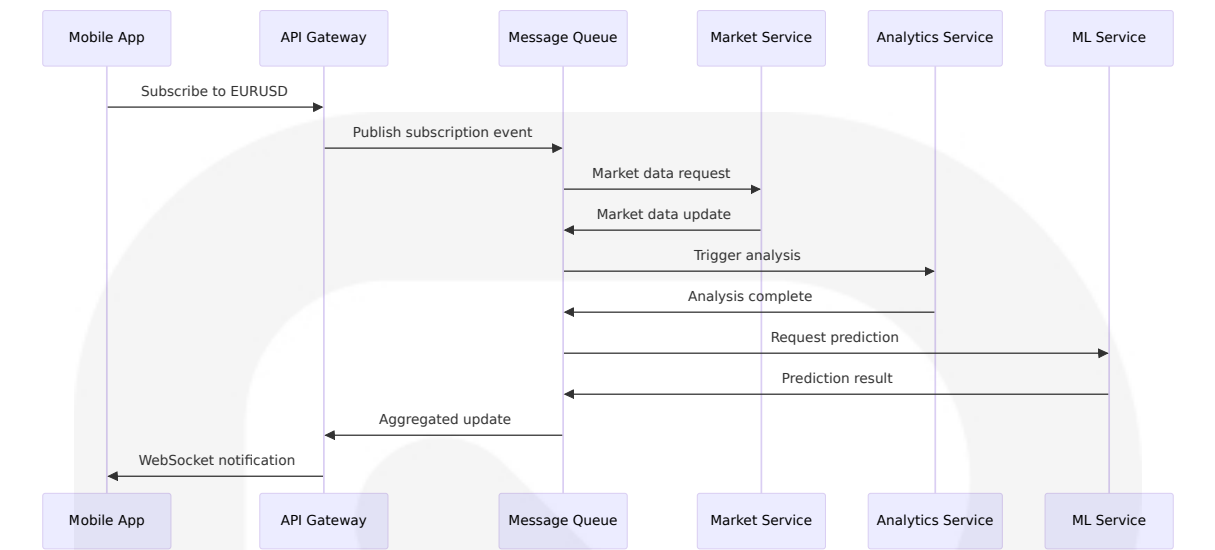 Mobile App
API Gateway
Message Queue
Market Service
Analytics Service
ML Service
Subscribe to EURUSD
Publish subscription event
Market data request
Market data update
Trigger analysis
Analysis complete
Request prediction
Prediction result
Aggregated update
WebSocket notification
Mobile App
API Gateway
Message Queue
Market Service
Analytics Service
ML Service